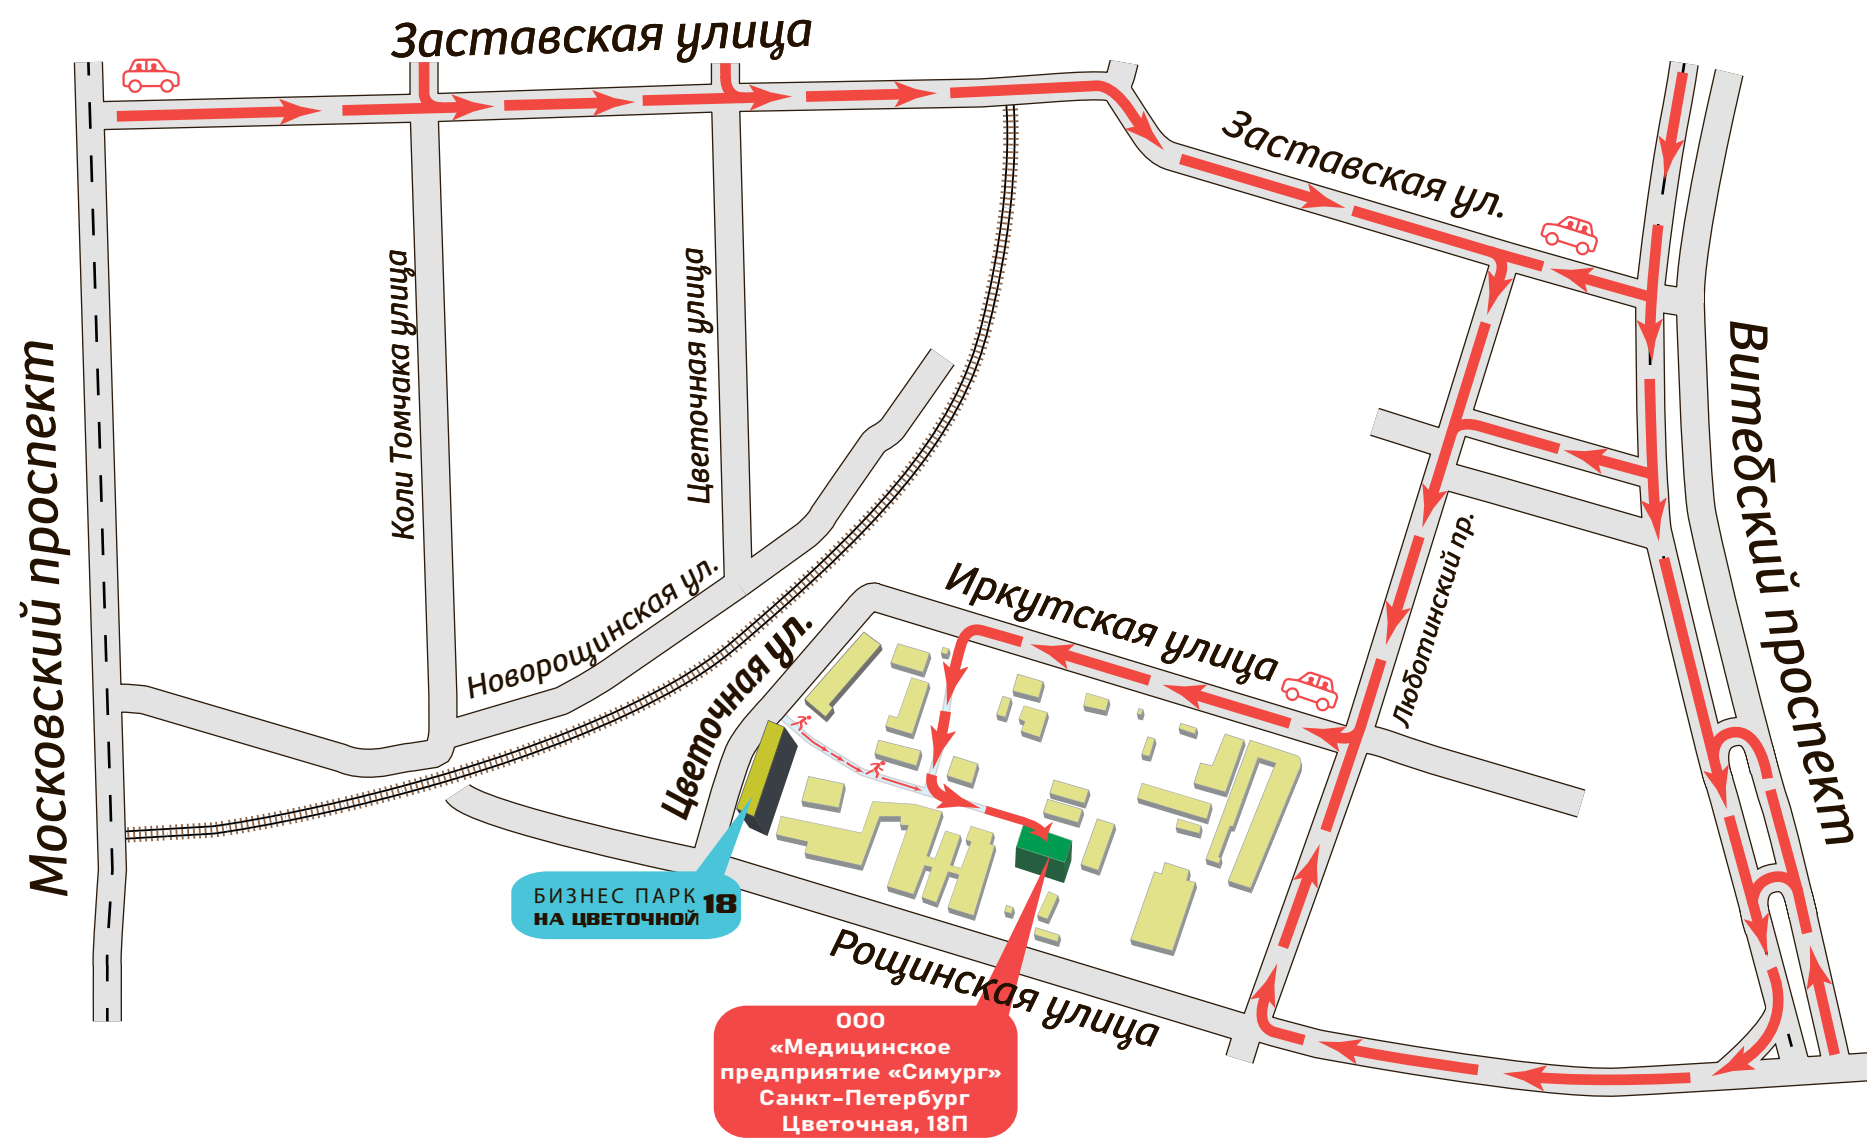 Заставская улица
Заставская ул.
Московский проспект
Коли Томчака улица
Цветочная улица
Витебский проспект
Новорощинская ул.
Люботинский пр.
Иркутская улица
Цветочная ул.
БИЗНЕС ПАРК
НА ЦВЕТОЧНОЙ 18
Рощинская улица
ООО
«Медицинское
предприятие «Симург»
Санкт-Петербург
Цветочная, 18П